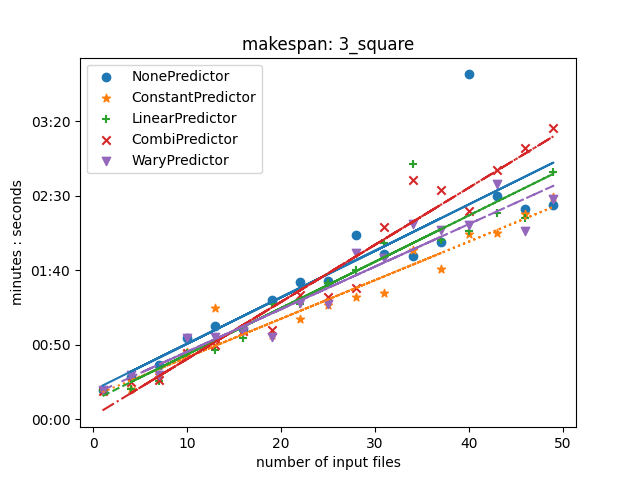 makespan: 3_square
NonePredictor
ConstantPredictor
LinearPredictor
CombiPredictor
WaryPredictor
minutes : seconds
03:20
02:30
01:40
00:50
00:00
0 10 20 30 40 50
number of input files